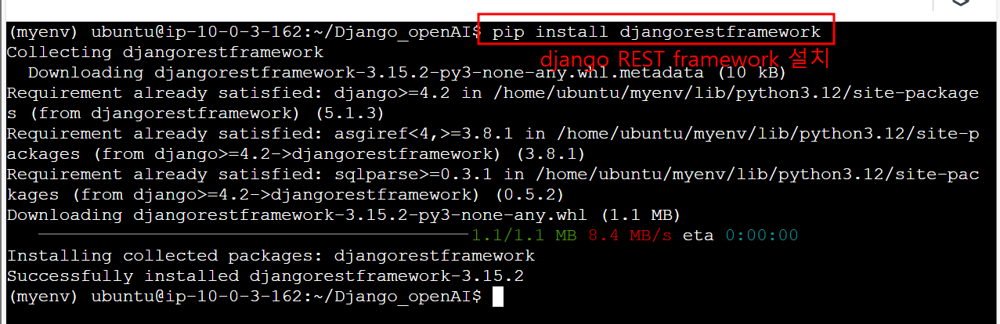 (myenv) ubuntu@ip-10-0-3-162:~/Django_openAI$ pip install djangorestframework
Collecting djangorestframework
django REST framework 설치
Downloading djangorestframework-3.15.2-py3-none-any.whl.metadata (10 kB)
Requirement already satisfied: django>=4.2 in /home/ubuntu/myenv/lib/python3.12/site-package
s (from djangorestframework) (5.1.3)
Requirement already satisfied: asgiref<4,>=3.8.1 in /home/ubuntu/myenv/lib/python3.12/site-p
ackages (from django>=4.2->djangorestframework) (3.8.1)
Requirement already satisfied: sqlparse>=0.3.1 in /home/ubuntu/myenv/lib/python3.12/site-pac
kages (from django>=4.2->djangorestframework) (0.5.2)
Downloading djangorestframework-3.15.2-py3-none-any.whl (1.1 MB)
1.1/1.1 MB 8.4 MB/s eta 0:00:00
Installing collected packages: djangorestframework
Successfully installed djangorestframework-3.15.2
(myenv) ubuntu@ip-10-0-3-162:~/Django_openAI$